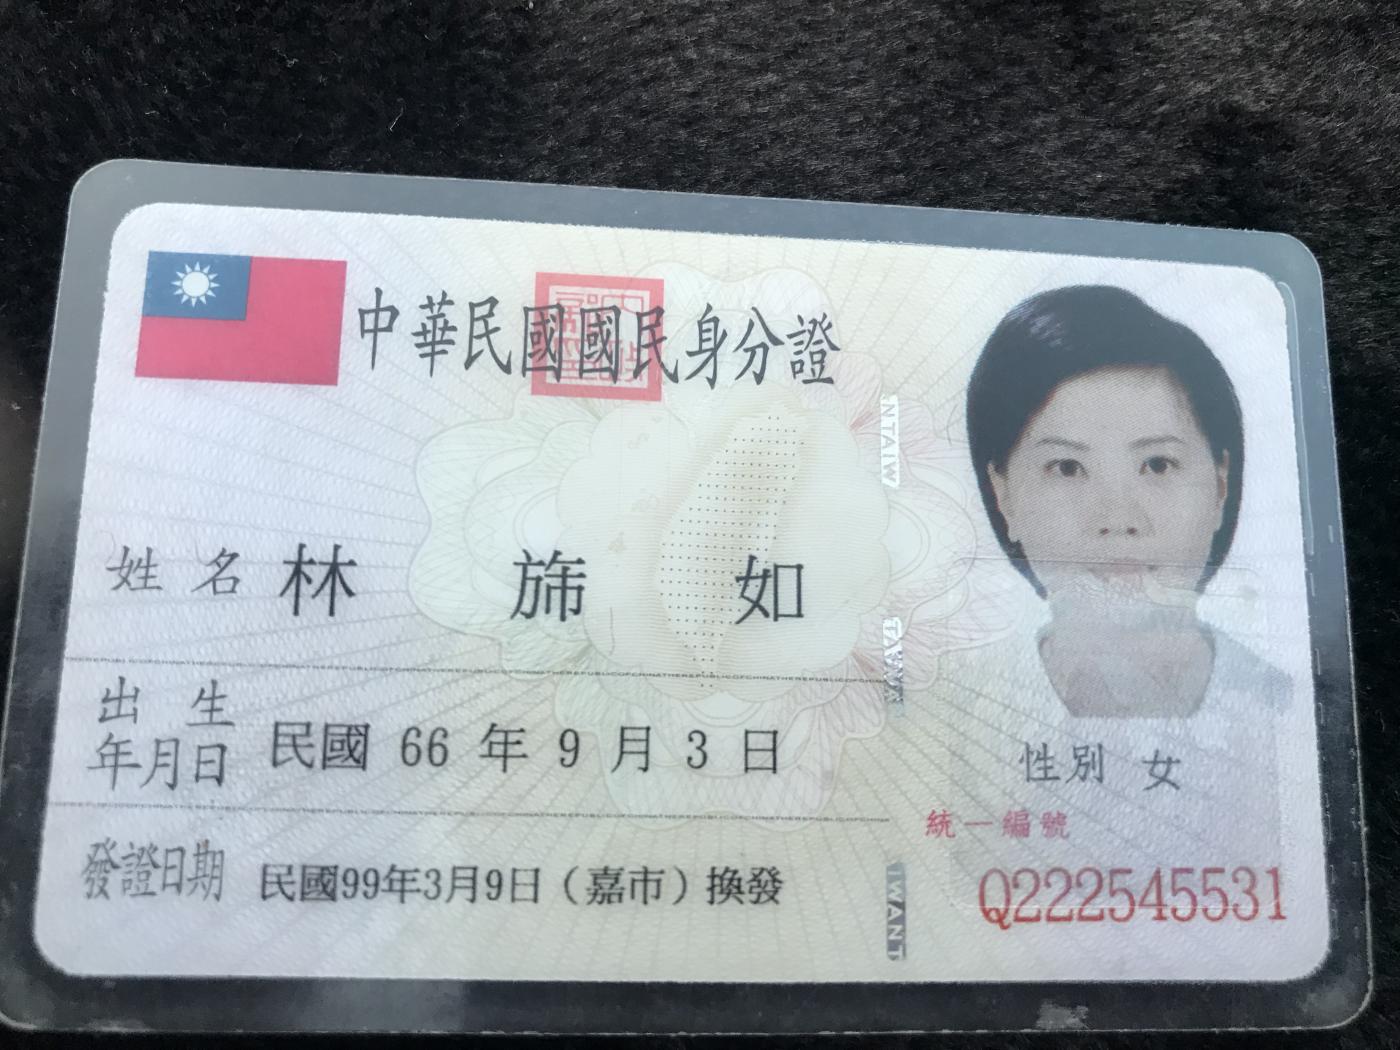 中華民國國民身分證
姓名 林 旆 如
出生年月日 民國 66 年 9 月 3 日
發證日期 民國99年3月9日（嘉市）換發
性別 女
統一編號
Q222545531